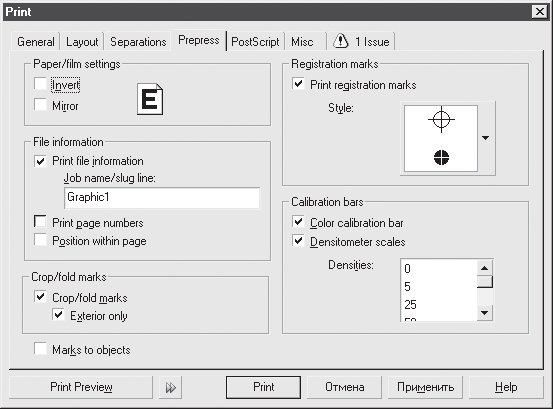 Print
General Layout Separations Prepress PostScript Misc 1 Issue
Paper/film settings
Invert
Mirror
E
File information
Print file information
Job name/slug line:
Graphic1
Print page numbers
Position within page
Crop/fold marks
Crop/fold marks
Exterior only
Marks to objects
Registration marks
Print registration marks
Style:
Calibration bars
Color calibration bar
Densitometer scales
Densities:
0
5
25
Print Preview Print Отмена Применить Help